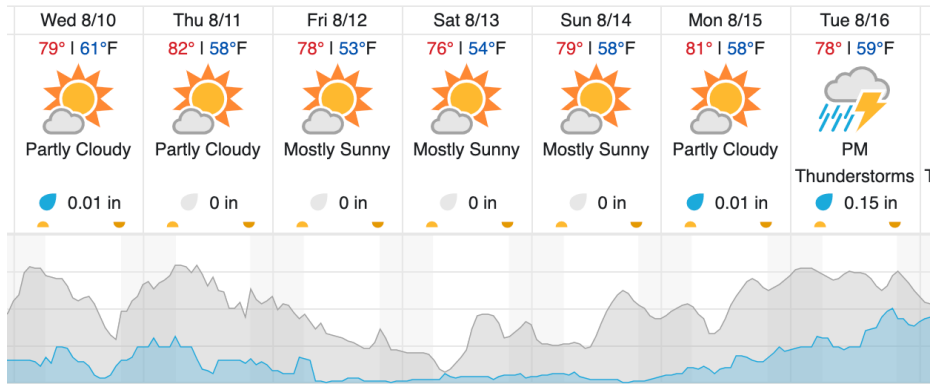 Wed 8/10 Thu 8/11 Fri 8/12 Sat 8/13 Sun 8/14 Mon 8/15 Tue 8/16
79° | 61°F 82° | 58°F 78° | 53°F 76° | 54°F 79° | 58°F 81° | 58°F 78° | 59°F
Partly Cloudy Partly Cloudy Mostly Sunny Mostly Sunny Mostly Sunny Partly Cloudy PM
Thunderstorms T
0.01 in 0 in 0 in 0 in 0 in 0.01 in 0.15 in